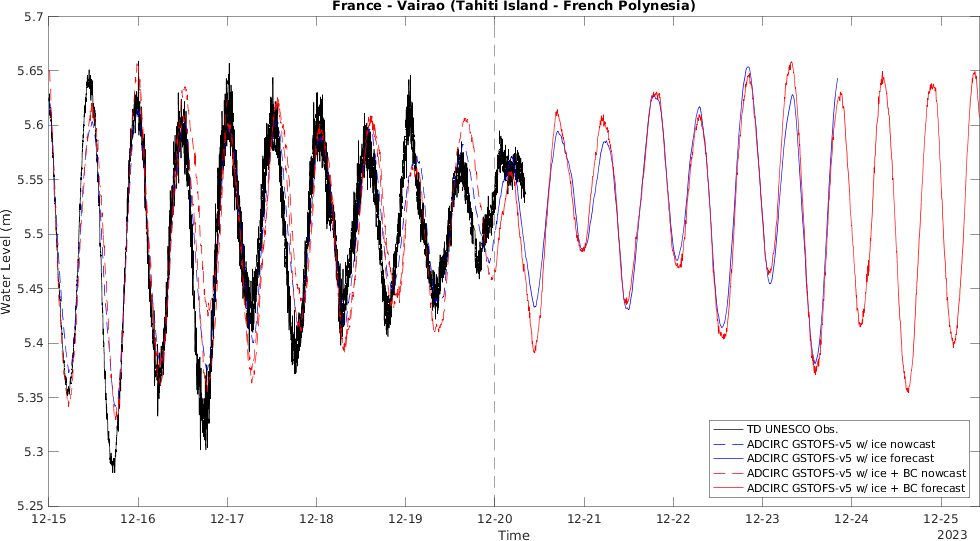 France - Vairao (Tahiti Island - French Polynesia)
5.7
5.65
5.6
5.55
5.5
5.45
5.4
5.35
5.3
5.25
Water Level (m)
TD UNESCO Obs.
ADCIRC GSTOFS-v5 w/ ice nowcast
ADCIRC GSTOFS-v5 w/ ice forecast
ADCIRC GSTOFS-v5 w/ ice + BC nowcast
ADCIRC GSTOFS-v5 w/ ice + BC forecast
12-15 12-16 12-17 12-18 12-19 12-20 12-21 12-22 12-23 12-24 12-25
Time 2023